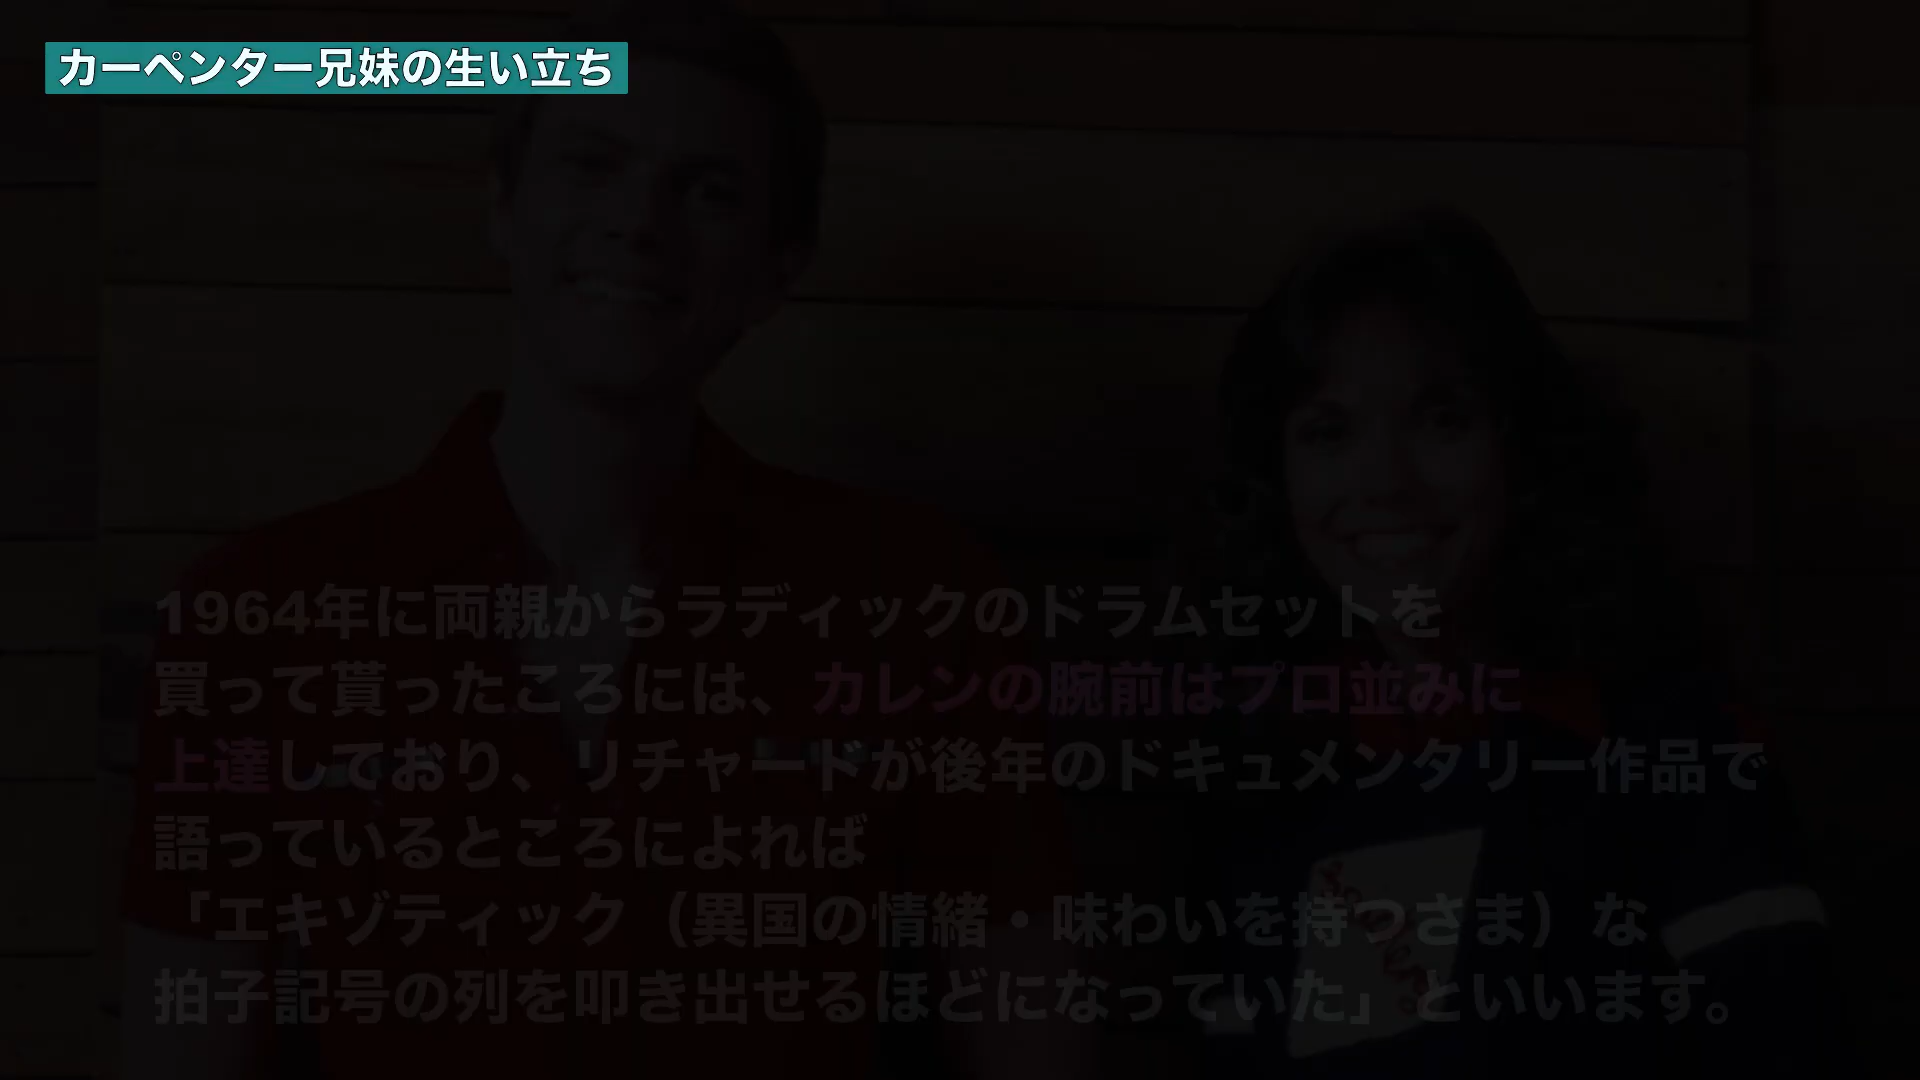 カーペンター兄妹の生い立ち
1964年に両親からラディックのドラムセットを
買って貰ったころには、カレンの腕前はプロ並みに
上達しており、リチャードが後年のドキュメンタリー作品で
語っているところによれば
「エキゾティック（異国の情緒・味わいを持つさま）な
拍子記号の列を叩き出せるほどになっていた」といいます。